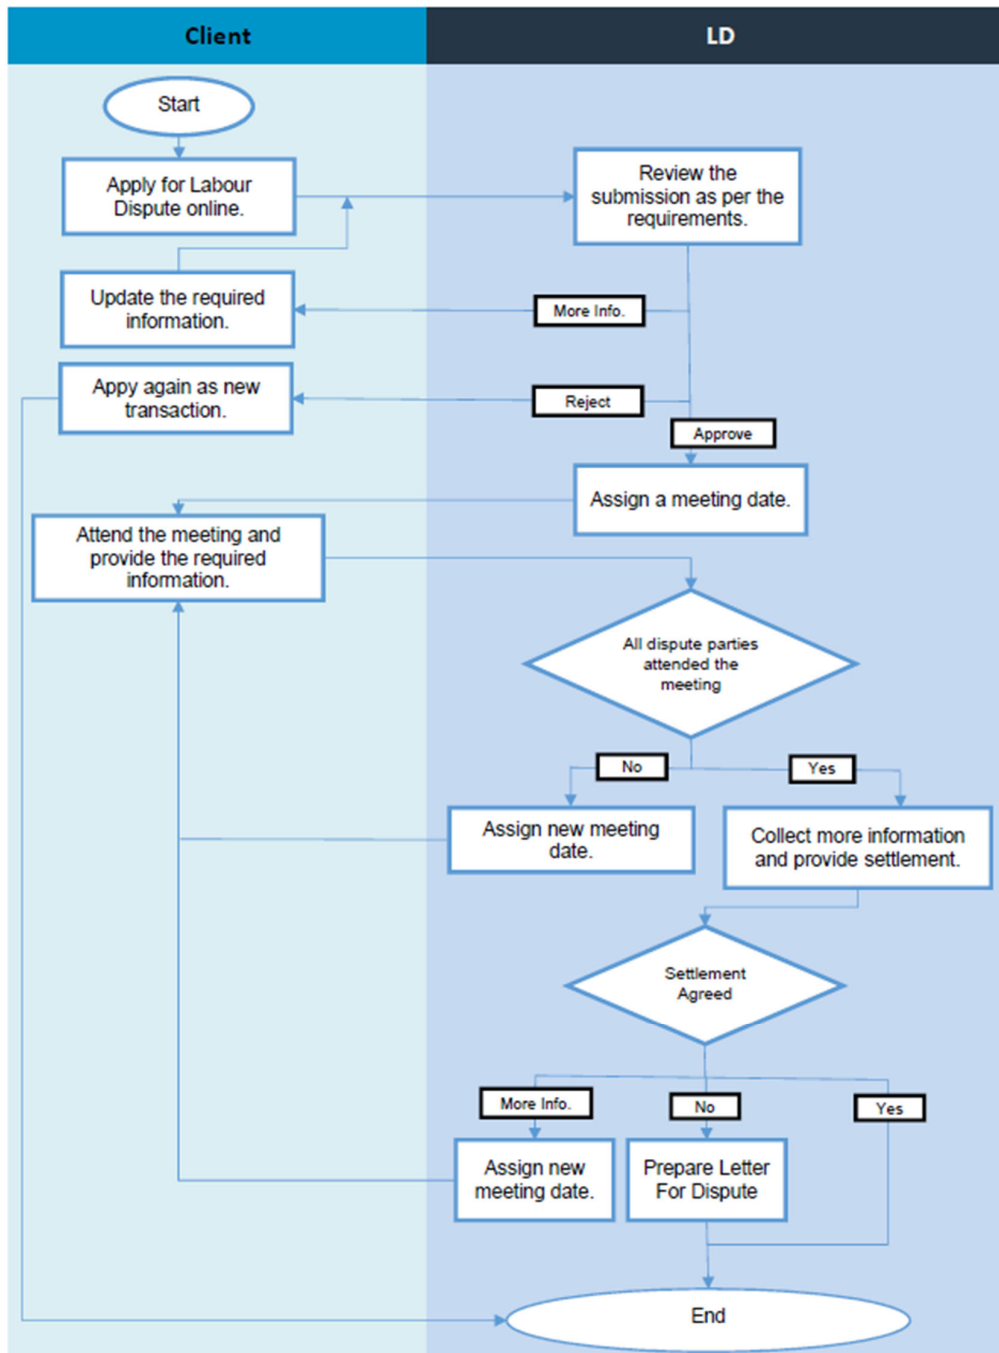 Client
LD
Start
Apply for Labour
Dispute online.
Review the
submission as per the
requirements.
Update the required
information.
More Info.
Appy again as new
transaction.
Reject
Approve
Assign a meeting date.
Attend the meeting and
provide the required
information.
All dispute parties
attended the
meeting
No
Yes
Assign new meeting
date.
Collect more information
and provide settlement.
Settlement
Agreed
More Info.
No
Yes
Assign new
meeting date.
Prepare Letter
For Dispute
End